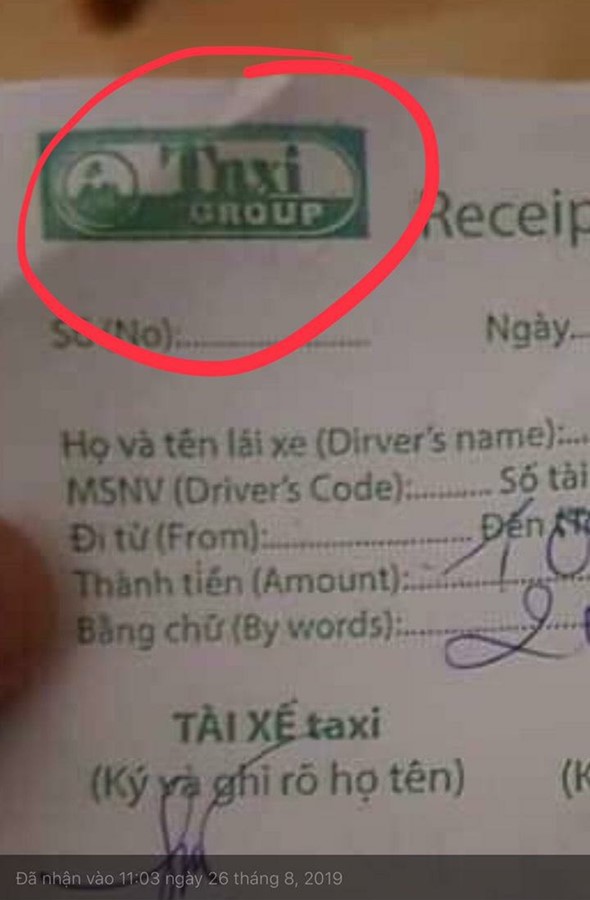 Taxi
GROUP
Receip
Số (No):
Ngày
Họ và tên lái xe (Dirver's name):
MSNV (Driver's Code): Số tài
Đi từ (From): Đến
Thành tiền (Amount):
Bằng chữ (By words):
TÀI XẾ taxi
(Ký và ghi rõ họ tên) (K
Đã nhận vào 11:03 ngày 26 tháng 8, 2019